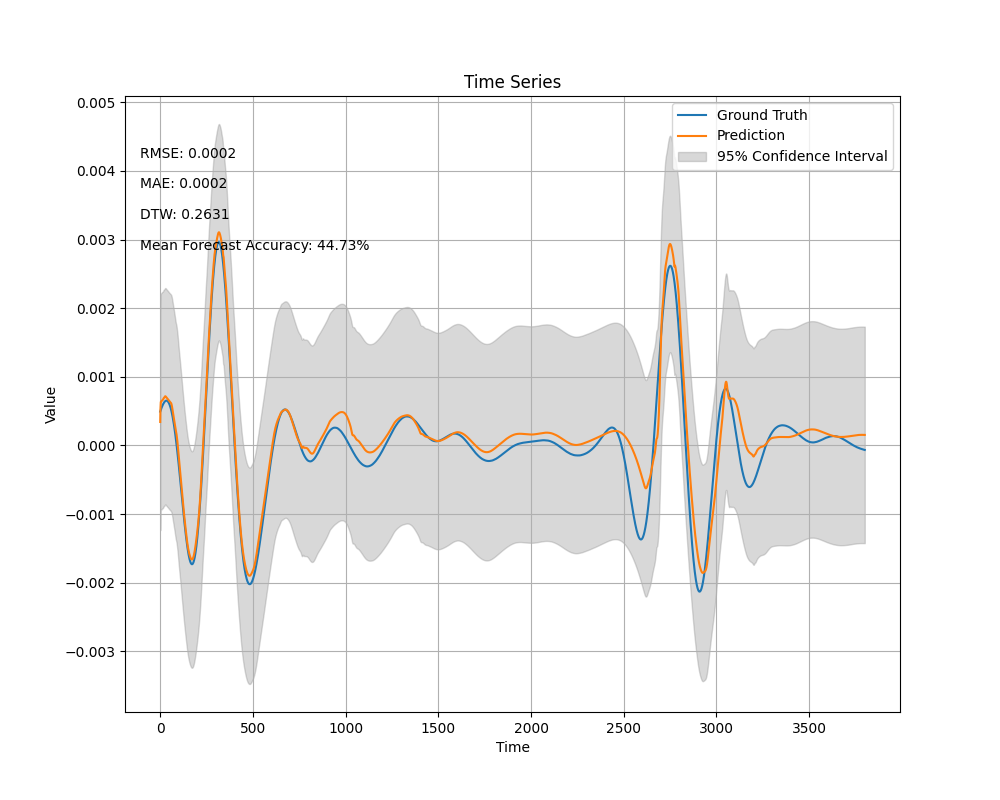 Time Series
Ground Truth
Prediction
95% Confidence Interval
RMSE: 0.0002
MAE: 0.0002
DTW: 0.2631
Mean Forecast Accuracy: 44.73%
0.005
0.004
0.003
0.002
0.001
0.000
−0.001
−0.002
−0.003
Value
0 500 1000 1500 2000 2500 3000 3500
Time